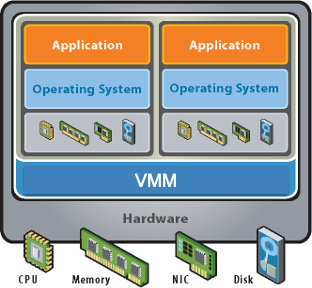 Application Application
Operating System Operating System
VMM
Hardware
CPU Memory NIC Disk